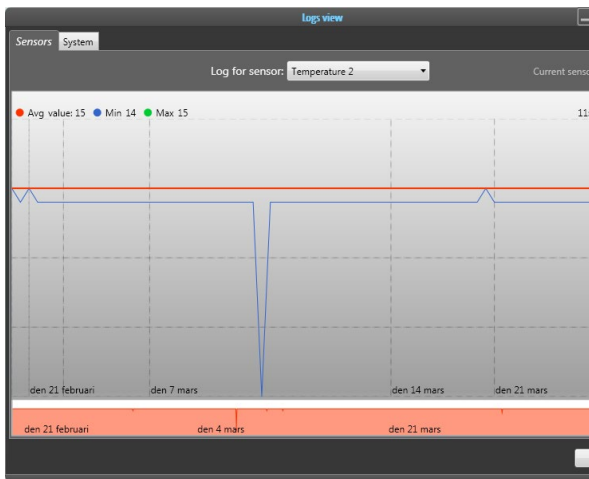 Logs view
Sensors System
Log for sensor: Temperature 2 Current senso
Avg value: 15 Min 14 Max 15 11:
den 21 februari den 7 mars den 14 mars den 21 mars
den 21 februari den 4 mars den 21 mars